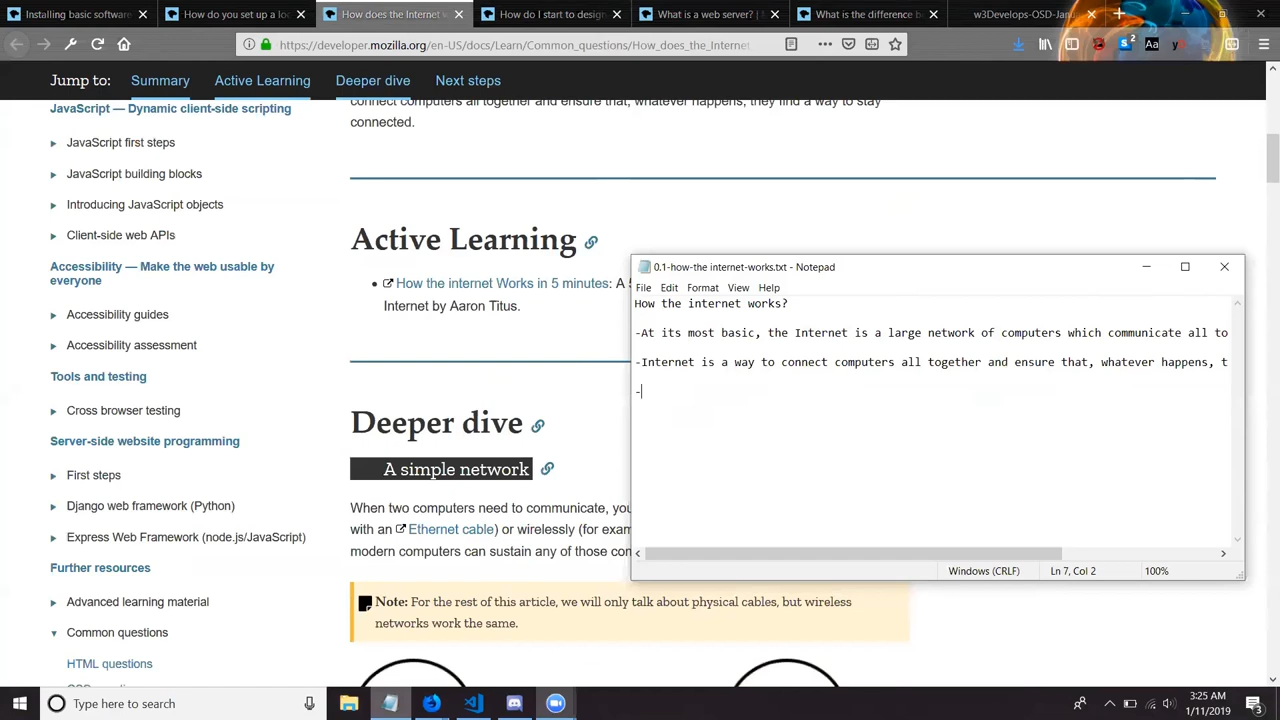 Installing basic software
How do you set up a loc
How does the Internet w
How do I start to design
What is a web server? |
What is the difference be
w3Develops-OSD-Janu
https://developer.mozilla.org/en-US/docs/Learn/Common_questions/How_does_the_Internet
Jump to: Summary Active Learning Deeper dive Next steps
JavaScript — Dynamic client-side scripting
JavaScript first steps
JavaScript building blocks
Introducing JavaScript objects
Client-side web APIs
Accessibility — Make the web usable by
everyone
Accessibility guides
Accessibility assessment
Tools and testing
Cross browser testing
Server-side website programming
First steps
Django web framework (Python)
Express Web Framework (node.js/JavaScript)
Further resources
Advanced learning material
Common questions
HTML questions
connect computers all together and ensure that, whatever happens, they find a way to stay
connected.
Active Learning
How the internet Works in 5 minutes: A 5
Internet by Aaron Titus.
Deeper dive
A simple network
When two computers need to communicate, you
with an Ethernet cable) or wirelessly (for exam
modern computers can sustain any of those con
Note: For the rest of this article, we will only talk about physical cables, but wireless
networks work the same.
0.1-how-the internet-works.txt - Notepad
File Edit Format View Help
How the internet works?
-At its most basic, the Internet is a large network of computers which communicate all to
-Internet is a way to connect computers all together and ensure that, whatever happens, t
-
Windows (CRLF) Ln 7, Col 2 100%
Type here to search
3:25 AM
1/11/2019
3